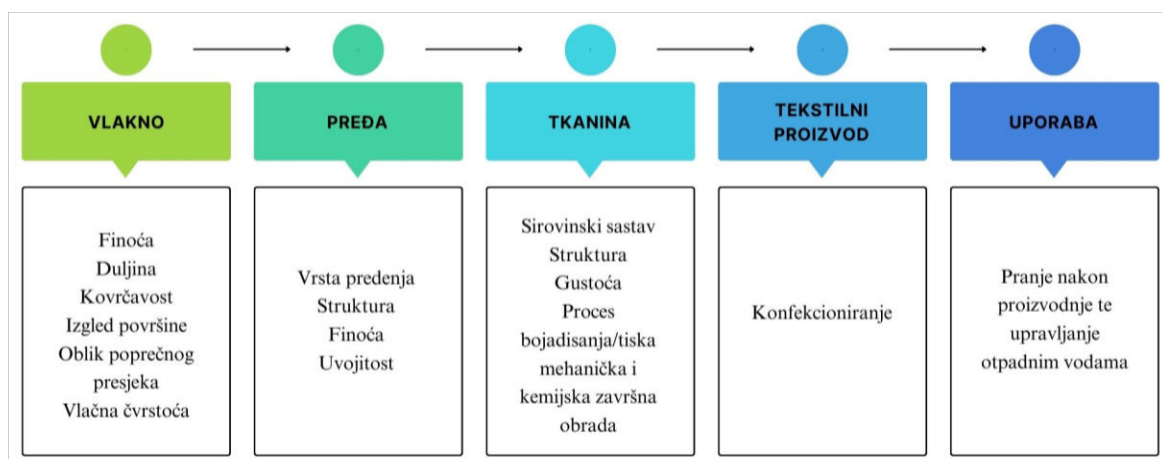 VLAKNO
Finoća
Duljina
Kovrčavost
Izgled površine
Oblik poprečnog
presjeka
Vlačna čvrstoća
PREĐA
Vrsta predenja
Struktura
Finoća
Uvojitost
TKANINA
Sirovinski sastav
Struktura
Gustoća
Proces
bojadisanja/tiska
mehanička i
kemijska završna
obrada
TEKSTILNI
PROIZVOD
Konfekcioniranje
UPORABA
Pranje nakon
proizvodnje te
upravljanje
otpadnim vodama